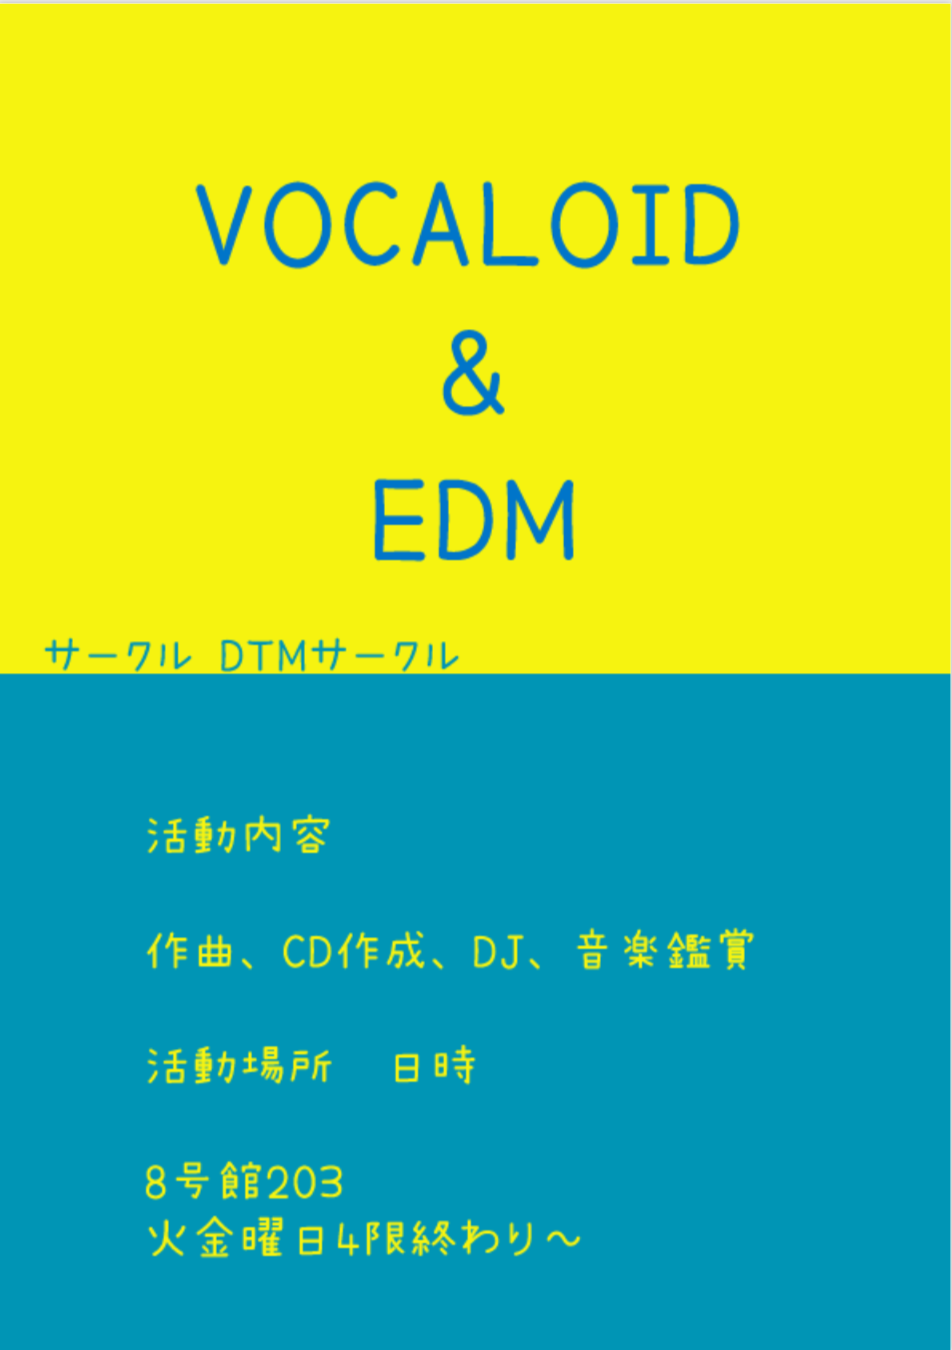 VOCALOID
&
EDM
サークル DTMサークル
活動内容
作曲、CD作成、DJ、音楽鑑賞
活動場所　日時
8号館203
火金曜日4限終わり～